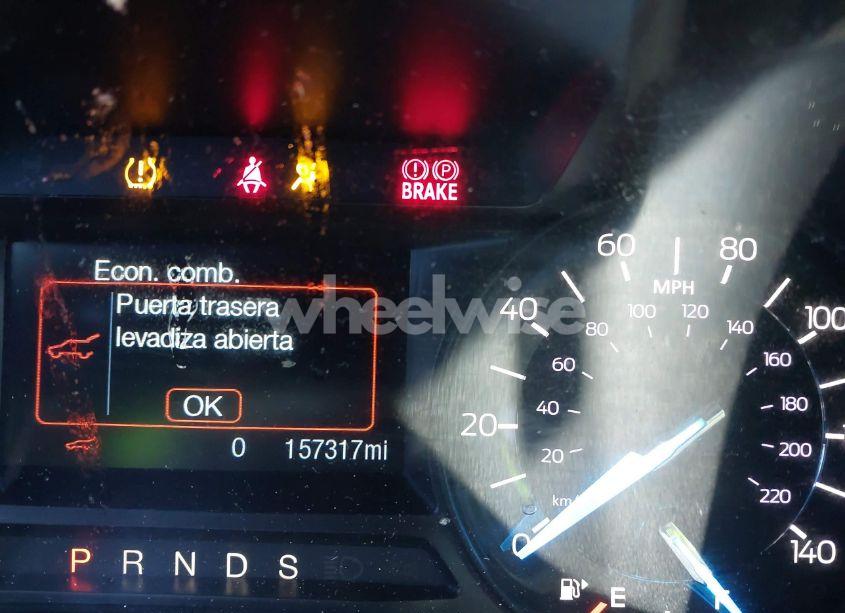 BRAKE
Econ. comb.
Puerta trasera
levadiza abierta
OK
0 157317mi
P R N D S
wheelwise
0 20 40 60 80 100 140
MPH
20 40 60 80 100 120 140 160 180 200 220
km/
E